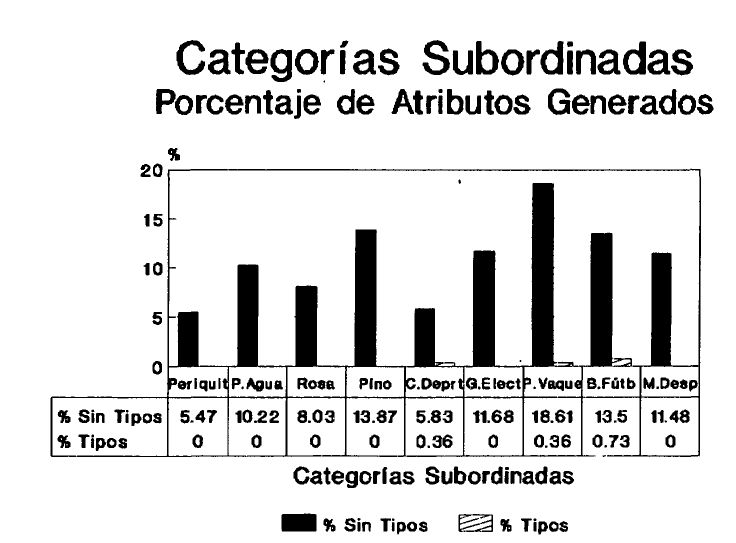 Categorías Subordinadas
Porcentaje de Atributos Generados
%
20
15
10
5
0
Periquit P.Agua Rosa Pino C.Deprt G.Elect P.Vaque B.Fútb M.Desp
% Sin Tipos 5.47 10.22 8.03 13.87 5.83 11.68 18.61 13.5 11.48
% Tipos 0 0 0 0 0.36 0 0.36 0.73 0
Categorías Subordinadas
% Sin Tipos % Tipos